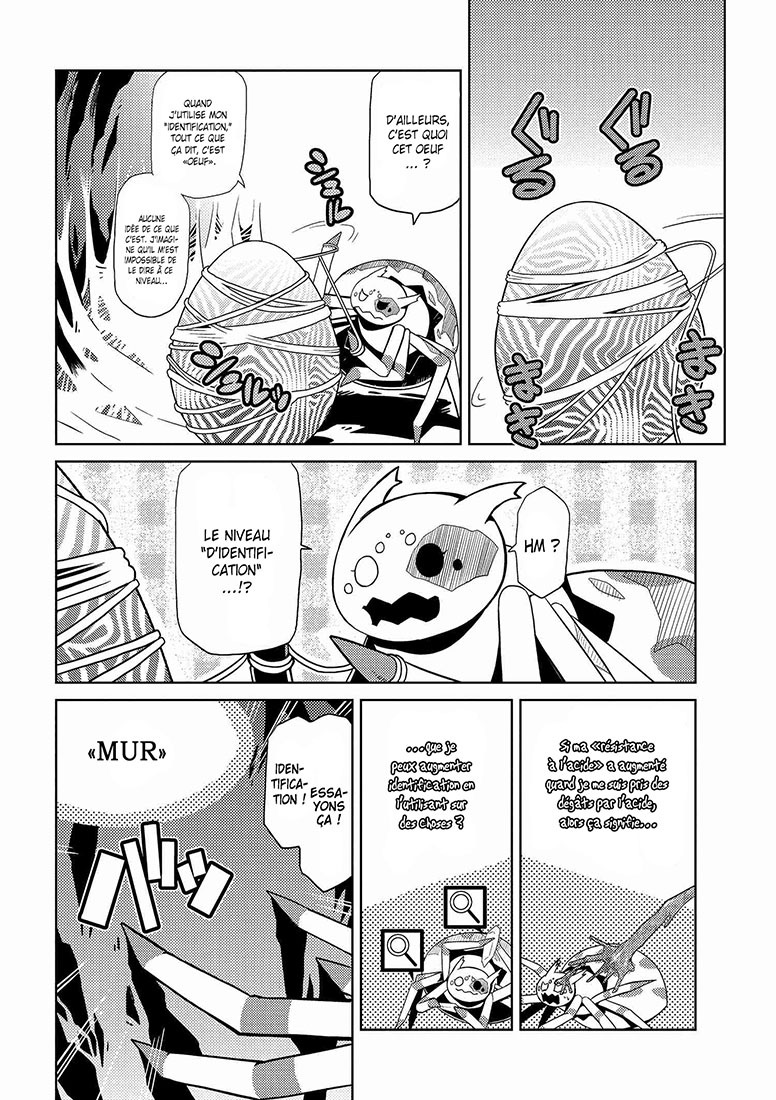 ぐる
ぐる
まき
まき
D'AILLEURS,
C'EST QUOI
CET OEUF
... ?
QUAND
J'UTILISE MON
"IDENTIFICATION,"
TOUT CE QUE
ÇA DIT, C'EST
«OEUF».
AUCUNE
IDÉE DE CE QUE
C'EST. J'IMAGI-
NE QU'IL M'EST
IMPOSSIBLE DE
LE DIRE À CE
NIVEAU...
シュル
シュルッ
HM ?
LE NIVEAU
"D'IDENTIFI-
CATION"
...!?
Si ma «résistance
à l'acide» a augmenté
quand je me suis pris des
dégâts par l'acide,
alors ça signifie...
...que je
peux augmenter
identification en
l'utilisant sur
des choses ?
IDEN-
TIFICA-
TION !
ESSA-
YONS
ÇA !
«MUR»
バッ